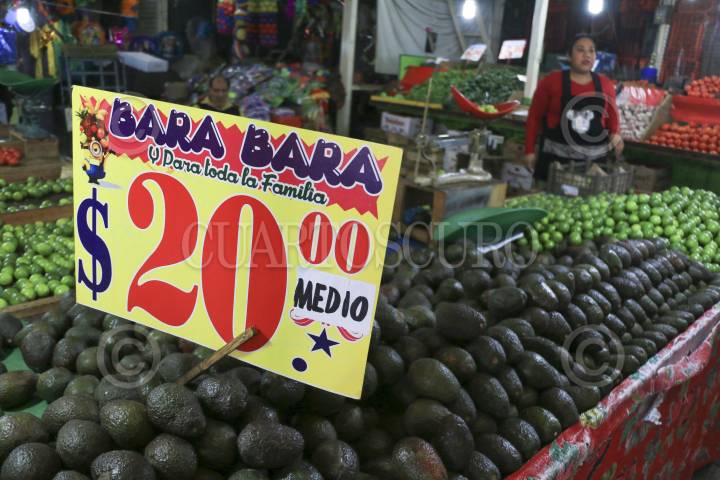 BARA BARA
Y Para toda la Familia
$20.00
MEDIO
CUARTOSCURO